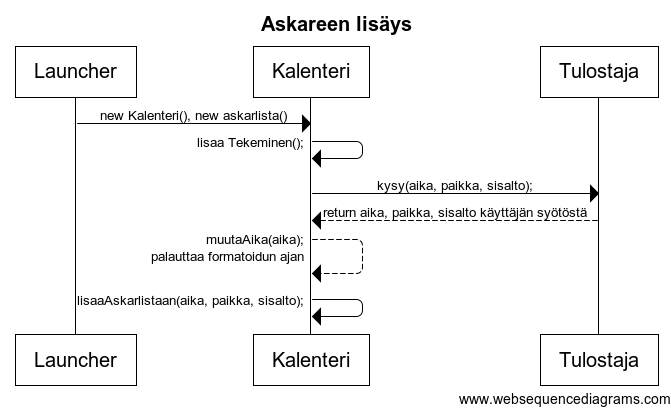 Askareen lisäys
Launcher
Kalenteri
Tulostaja
new Kalenteri(), new askarlista()
lisaa Tekeminen();
kysy(aika, paikka, sisalto);
return aika, paikka, sisalto käyttäjän syötöstä
muutaAika(aika);
palauttaa formatoidun ajan
lisaaAskarlistaan(aika, paikka, sisalto);
Launcher
Kalenteri
Tulostaja
www.websequencediagrams.com